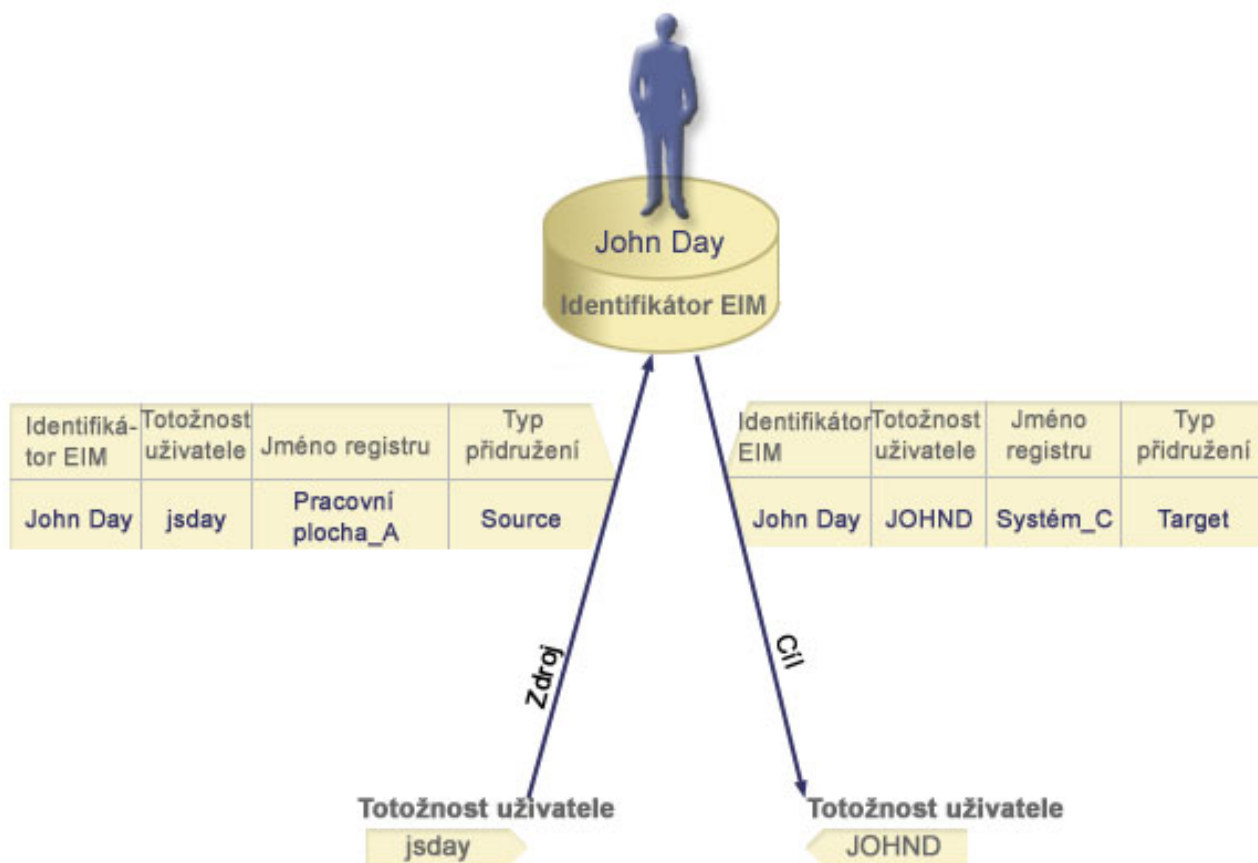 John Day
Identifikátor EIM
Identifiká-
tor EIM
Totožnost
uživatele
Jméno registru
Typ
přidružení
John Day
jsday
Pracovní
plocha_A
Source
Identifikátor
EIM
Totožnost
uživatele
Jméno
registru
Typ
přidružení
John Day
JOHND
Systém_C
Target
Zdroj
Cíl
Totožnost uživatele
jsday
Totožnost uživatele
JOHND